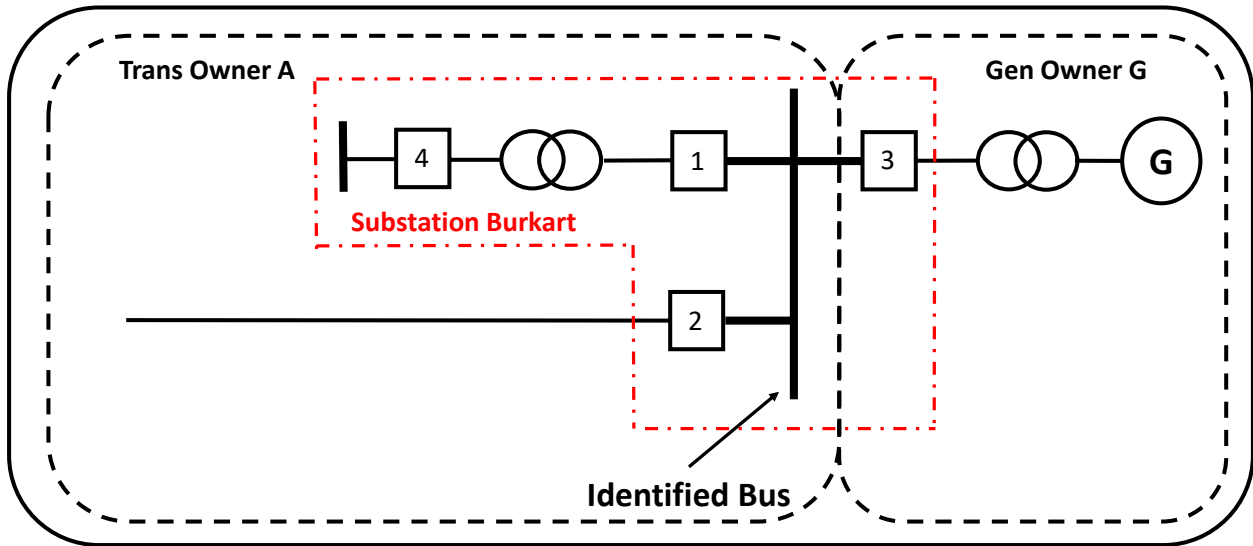 Trans Owner A
Gen Owner G
4
1
3
G
Substation Burkart
2
Identified Bus